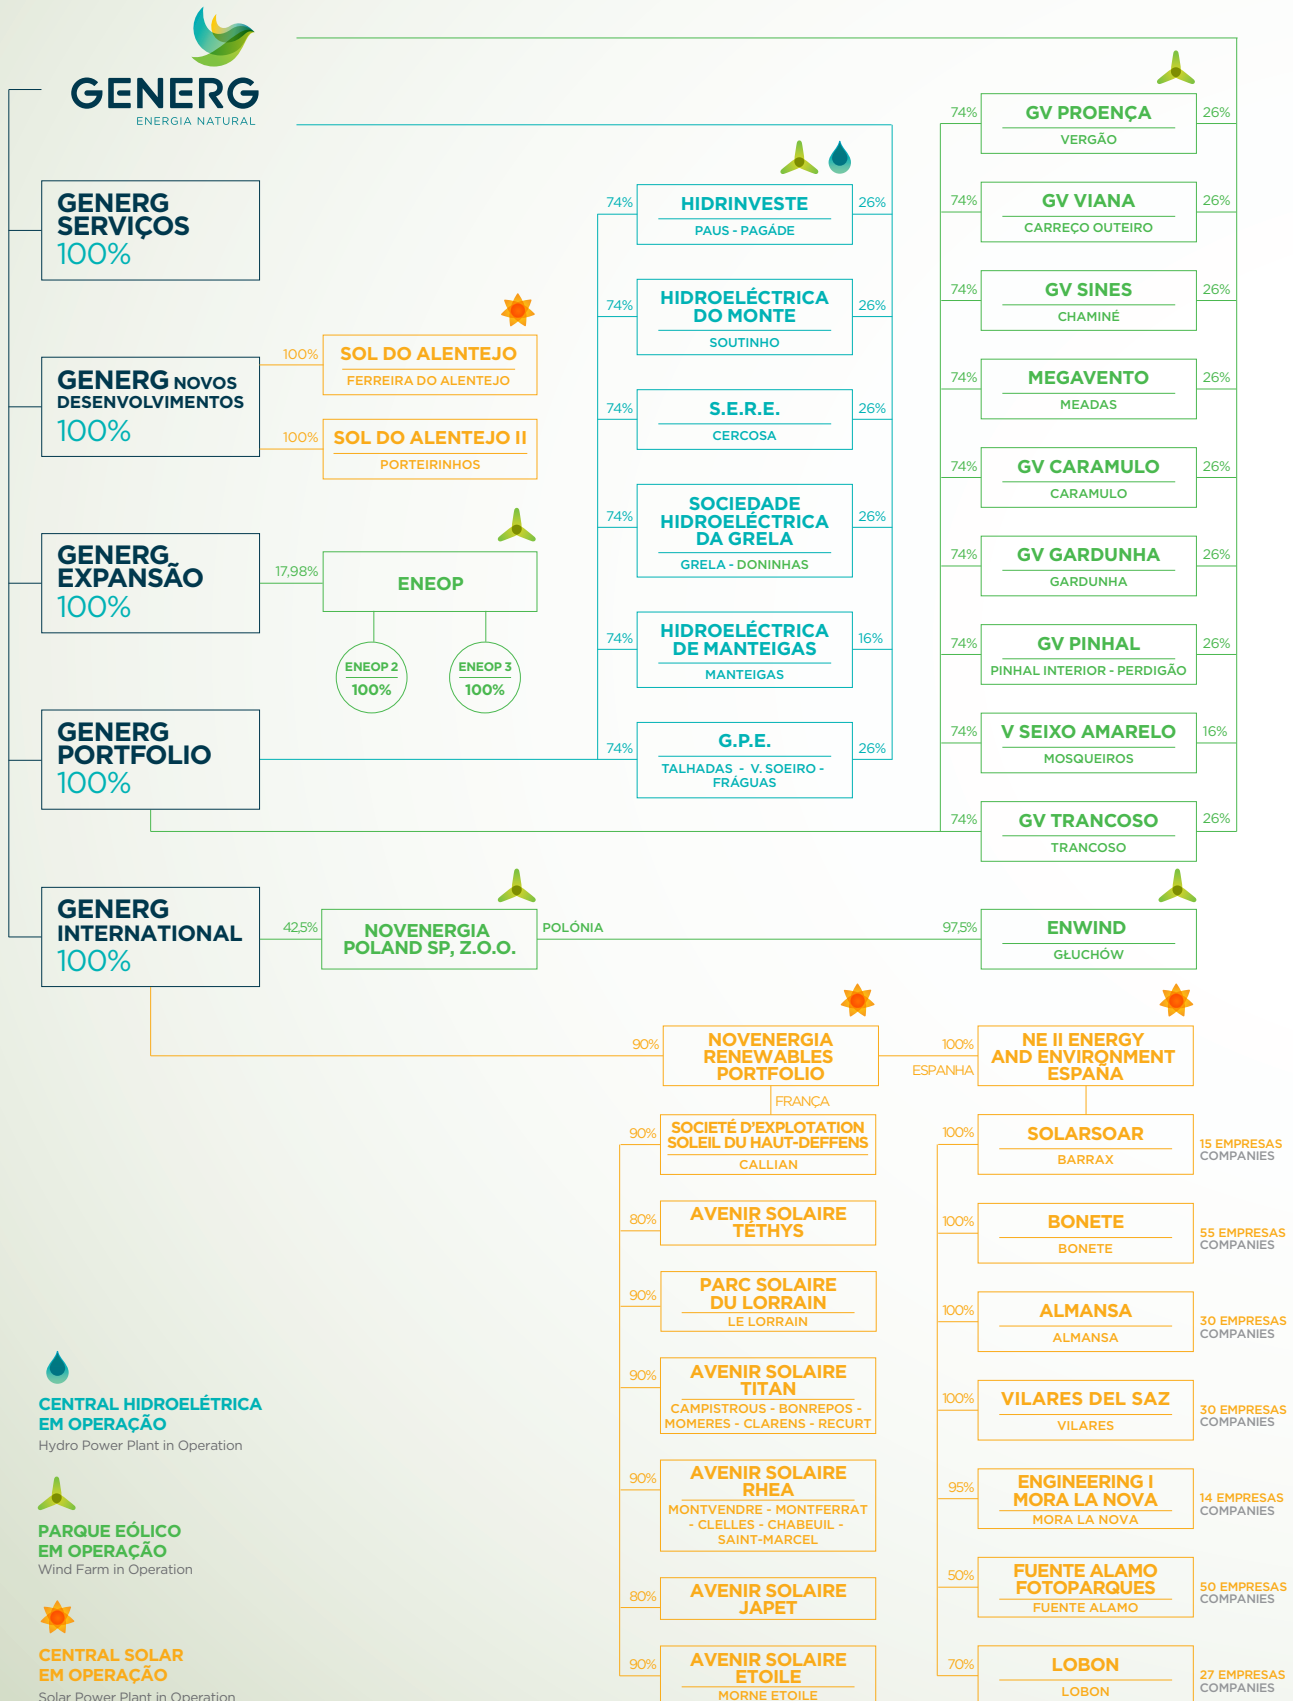 GENERG
ENERGIA NATURAL
GENERG
SERVIÇOS
100%
GENERG NOVOS
DESENVOLVIMENTOS
100%
100%
SOL DO ALENTEJO
FERREIRA DO ALENTEJO
100%
SOL DO ALENTEJO II
PORTEIRINHOS
GENERG
EXPANSÃO
100%
17,98%
ENEOP
ENEOP 2
100%
ENEOP 3
100%
GENERG
PORTFOLIO
100%
74%
HIDRINVESTE
PAUS - PAGÁDE
26%
74%
HIDROELÉCTRICA
DO MONTE
SOUTINHO
26%
74%
S.E.R.E.
CERCOSA
26%
74%
SOCIEDADE
HIDROELÉCTRICA
DA GRELA
GRELA - DONINHAS
26%
74%
HIDROELÉCTRICA
DE MANTEIGAS
MANTEIGAS
16%
74%
G.P.E.
TALHADAS - V. SOEIRO -
FRÁGUAS
26%
74%
GV PROENÇA
VERGÃO
26%
74%
GV VIANA
CARREÇO OUTEIRO
26%
74%
GV SINES
CHAMINÉ
26%
74%
MEGAVENTO
MEADAS
26%
74%
GV CARAMULO
CARAMULO
26%
74%
GV GARDUNHA
GARDUNHA
26%
74%
GV PINHAL
PINHAL INTERIOR - PERDIGÃO
26%
74%
V SEIXO AMARELO
MOSQUEIROS
16%
74%
GV TRANCOSO
TRANCOSO
26%
GENERG
INTERNATIONAL
100%
42,5%
NOVENERGIA
POLAND SP, Z.O.O.
POLÓNIA
97,5%
ENWIND
GŁUCHÓW
90%
NOVENERGIA
RENEWABLES
PORTFOLIO
100%
ESPANHA
NE II ENERGY
AND ENVIRONMENT
ESPAÑA
FRANÇA
90%
SOCIETÉ D'EXPLOTATION
SOLEIL DU HAUT-DEFFENS
CALLIAN
80%
AVENIR SOLAIRE
TÉTHYS
90%
PARC SOLAIRE
DU LORRAIN
LE LORRAIN
90%
AVENIR SOLAIRE
TITAN
CAMPISTROUS - BONREPOS -
MOMERES - CLARENS - RECURT
90%
AVENIR SOLAIRE
RHEA
MONTVENDRE - MONTFERRAT
- CLELLES - CHABEUIL -
SAINT-MARCEL
80%
AVENIR SOLAIRE
JAPET
90%
AVENIR SOLAIRE
ETOILE
MORNE ETOILE
100%
SOLARSOAR
BARRAX
15 EMPRESAS
COMPANIES
100%
BONETE
BONETE
55 EMPRESAS
COMPANIES
100%
ALMANSA
ALMANSA
30 EMPRESAS
COMPANIES
100%
VILARES DEL SAZ
VILARES
30 EMPRESAS
COMPANIES
95%
ENGINEERING I
MORA LA NOVA
MORA LA NOVA
14 EMPRESAS
COMPANIES
50%
FUENTE ALAMO
FOTOPARQUES
FUENTE ALAMO
50 EMPRESAS
COMPANIES
70%
LOBON
LOBON
27 EMPRESAS
COMPANIES
CENTRAL HIDROELÉTRICA
EM OPERAÇÃO
Hydro Power Plant in Operation
PARQUE EÓLICO
EM OPERAÇÃO
Wind Farm in Operation
CENTRAL SOLAR
EM OPERAÇÃO
Solar Power Plant in Operation